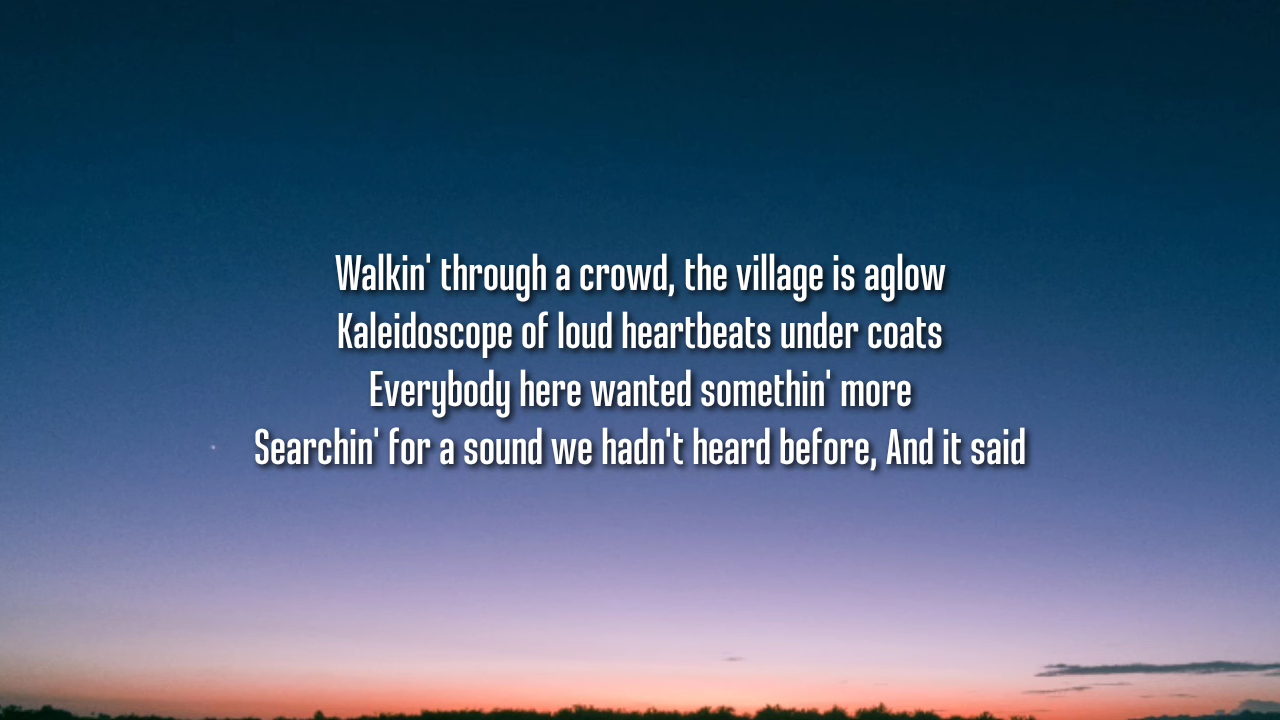 Walkin' through a crowd, the village is aglow
Kaleidoscope of loud heartbeats under coats
Everybody here wanted somethin' more
Searchin' for a sound we hadn't heard before, And it said